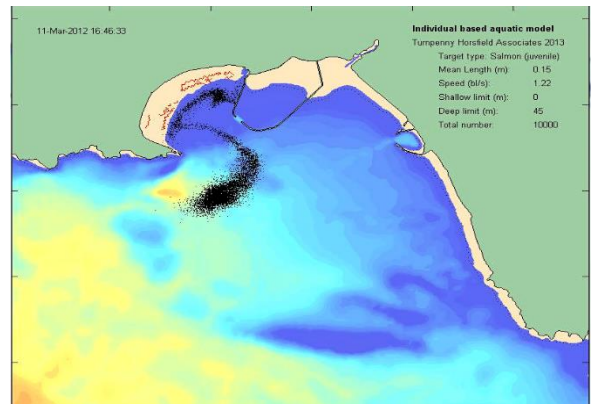 11-Mar-2012 16:46:33
Individual based aquatic model
Turnpenny Horsfield Associates 2013
Target type: Salmon (juvenile)
Mean Length (m): 0.15
Speed (bl/s): 1.22
Shallow limit (m): 0
Deep limit (m): 45
Total number: 10000